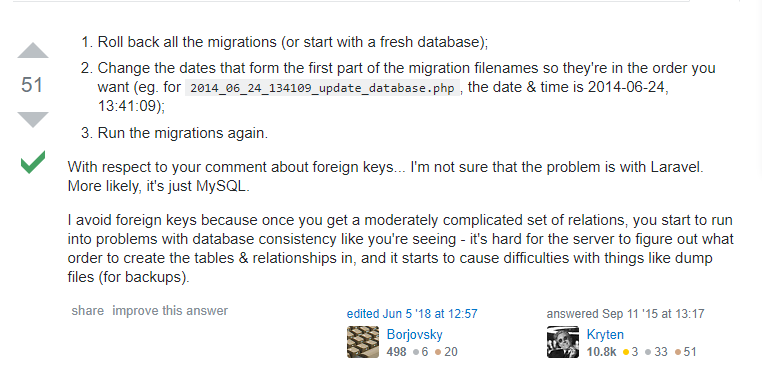 1. Roll back all the migrations (or start with a fresh database);
2. Change the dates that form the first part of the migration filenames so they're in the order you
want (eg. for 2014_06_24_134109_update_database.php , the date & time is 2014-06-24,
13:41:09);
51
3. Run the migrations again.
With respect to your comment about foreign keys... I'm not sure that the problem is with Laravel.
More likely, it's just MySQL.
I avoid foreign keys because once you get a moderately complicated set of relations, you start to run
into problems with database consistency like you're seeing - it's hard for the server to figure out what
order to create the tables & relationships in, and it starts to cause difficulties with things like dump
files (for backups).
share improve this answer
edited Jun 5 '18 at 12:57
Borjovsky
498 ●6 ●20
answered Sep 11 '15 at 13:17
Kryten
10.8k ●3 ●33 ●51